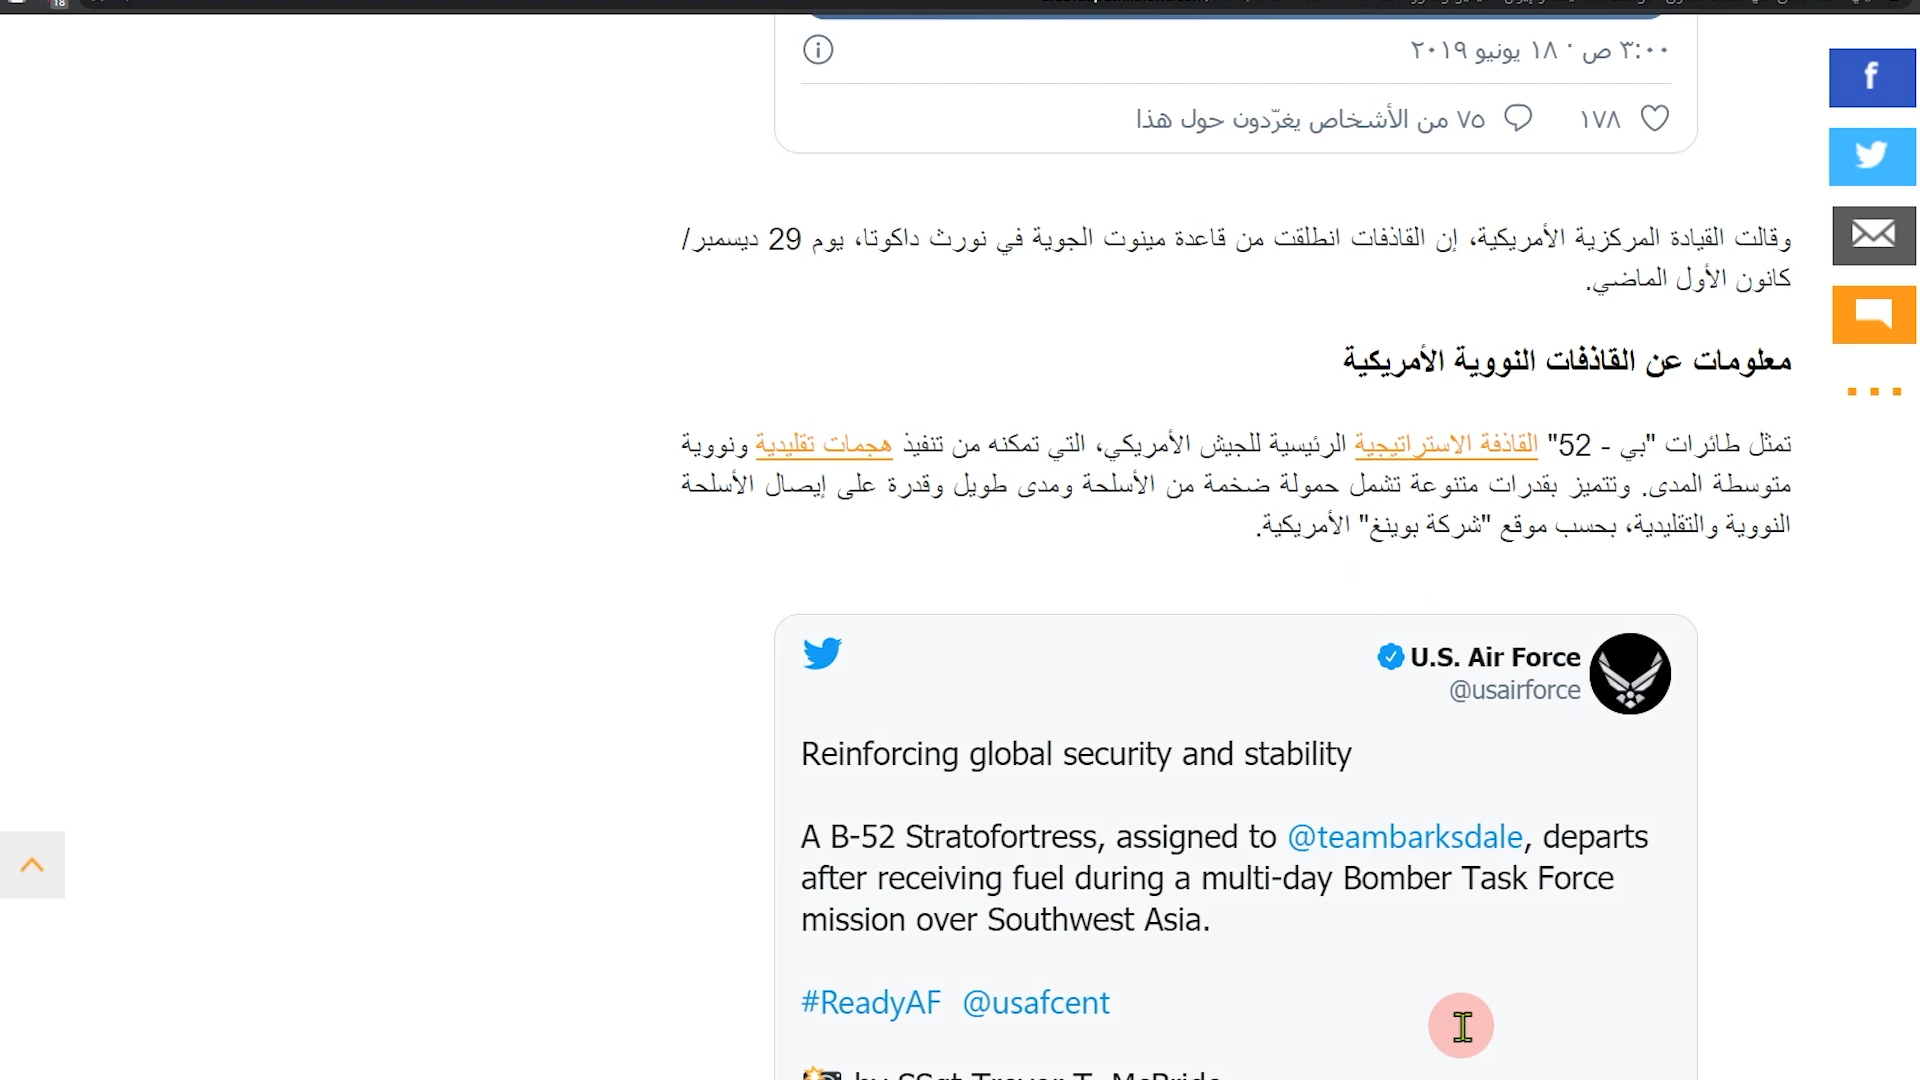 18
٣:٠٠ ص · ١٨ يونيو ٢٠١٩
١٧٨ ٧٥ من الأشخاص يغرّدون حول هذا
وقالت القيادة المركزية الأمريكية، إن القاذفات انطلقت من قاعدة مينوت الجوية في نورث داكوتا، يوم 29 ديسمبر/
كانون الأول الماضي.
معلومات عن القاذفات النووية الأمريكية
تمثل طائرات "بي - 52" القاذفة الاستراتيجية الرئيسية للجيش الأمريكي، التي تمكنه من تنفيذ هجمات تقليدية ونووية
متوسطة المدى. وتتميز بقدرات متنوعة تشمل حمولة ضخمة من الأسلحة ومدى طويل وقدرة على إيصال الأسلحة
النووية والتقليدية، بحسب موقع "شركة بوينغ" الأمريكية.
U.S. Air Force
@usairforce
Reinforcing global security and stability
A B-52 Stratofortress, assigned to @teambarksdale, departs
after receiving fuel during a multi-day Bomber Task Force
mission over Southwest Asia.
#ReadyAF @usafcent
by SSgt Trevor T. McBride